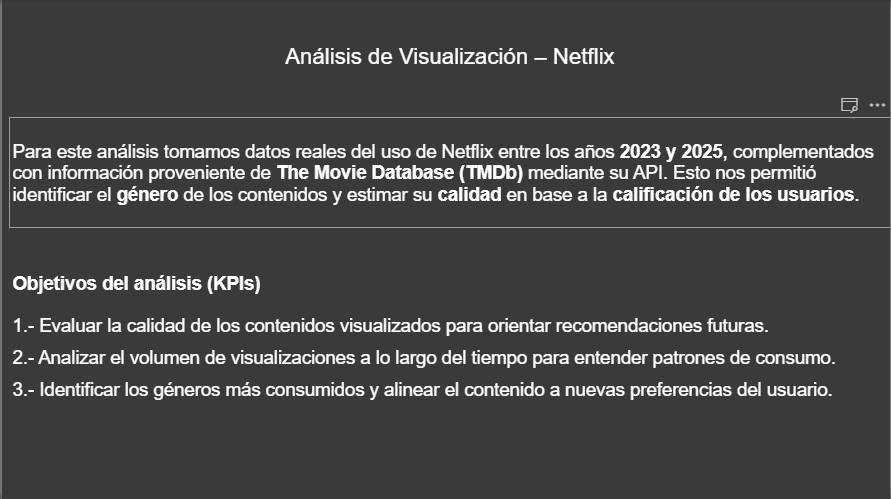 Análisis de Visualización – Netflix
Para este análisis tomamos datos reales del uso de Netflix entre los años 2023 y 2025, complementados
con información proveniente de The Movie Database (TMDb) mediante su API. Esto nos permitió
identificar el género de los contenidos y estimar su calidad en base a la calificación de los usuarios.
Objetivos del análisis (KPIs)
1.- Evaluar la calidad de los contenidos visualizados para orientar recomendaciones futuras.
2.- Analizar el volumen de visualizaciones a lo largo del tiempo para entender patrones de consumo.
3.- Identificar los géneros más consumidos y alinear el contenido a nuevas preferencias del usuario.